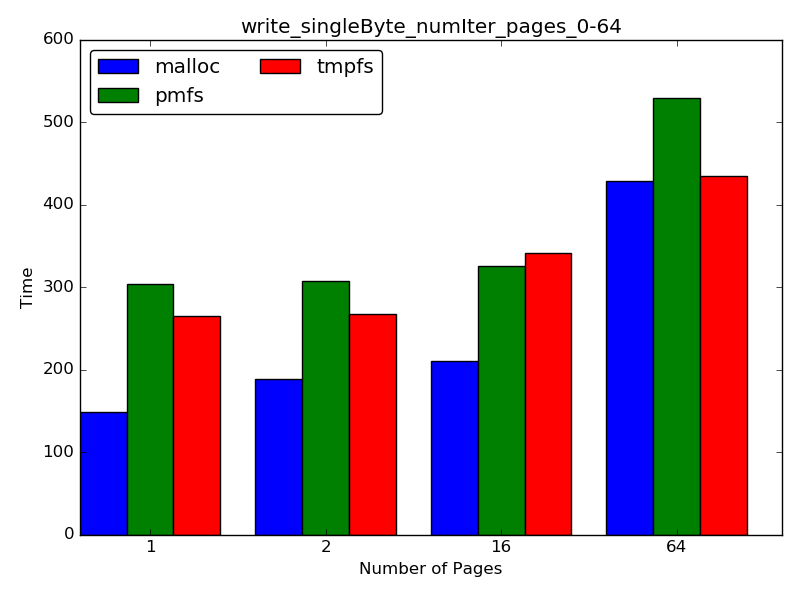 write_singleByte_numIter_pages_0-64
600
500
400
300
200
100
0
Time
malloc
pmfs
tmpfs
1 2 16 64
Number of Pages